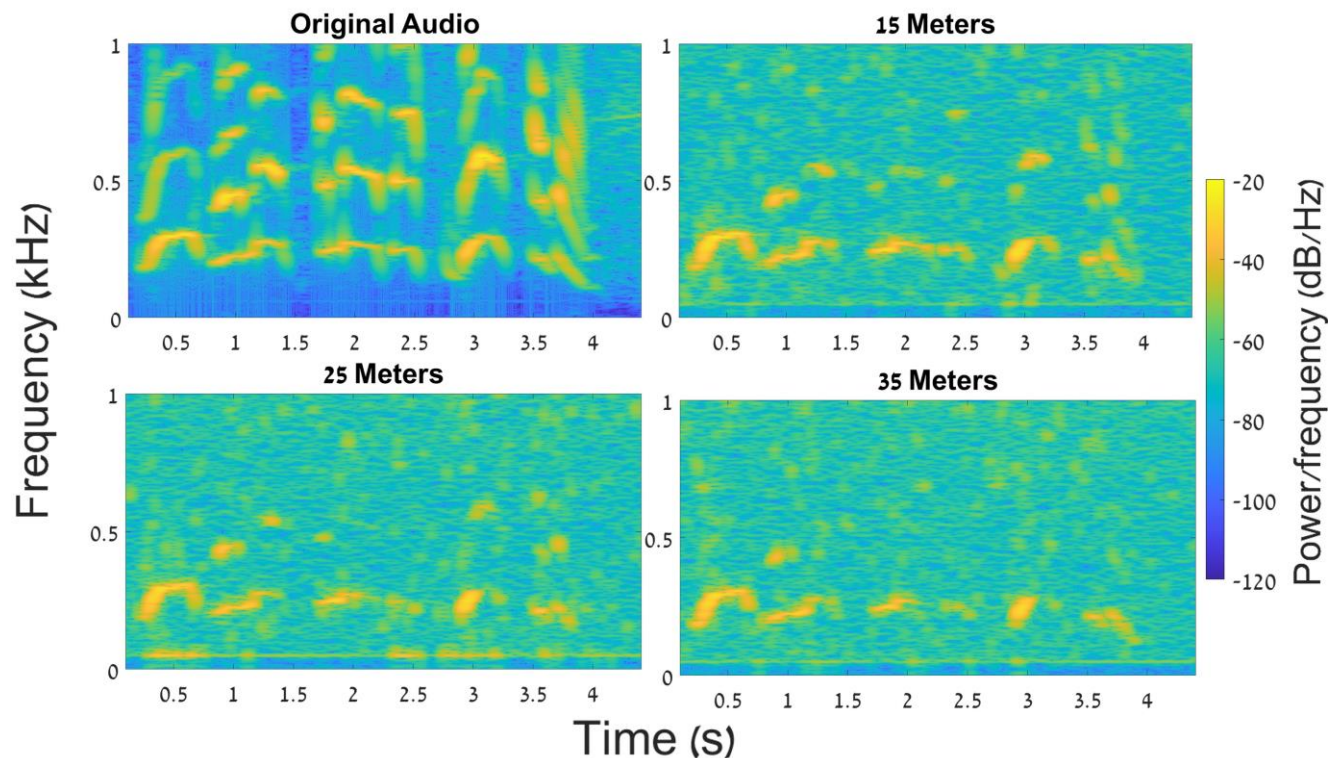 Original Audio
15 Meters
1
0.5
0
0.5 1 1.5 2 2.5 3 3.5 4
1
0.5
0
0.5 1 1.5 2 2.5 3 3.5 4
25 Meters
35 Meters
1
0.5
0
0.5 1 1.5 2 2.5 3 3.5 4
1
0.5
0
0.5 1 1.5 2 2.5 3 3.5 4
Frequency (kHz)
Time (s)
-20
-40
-60
-80
-100
-120
Power/frequency (dB/Hz)